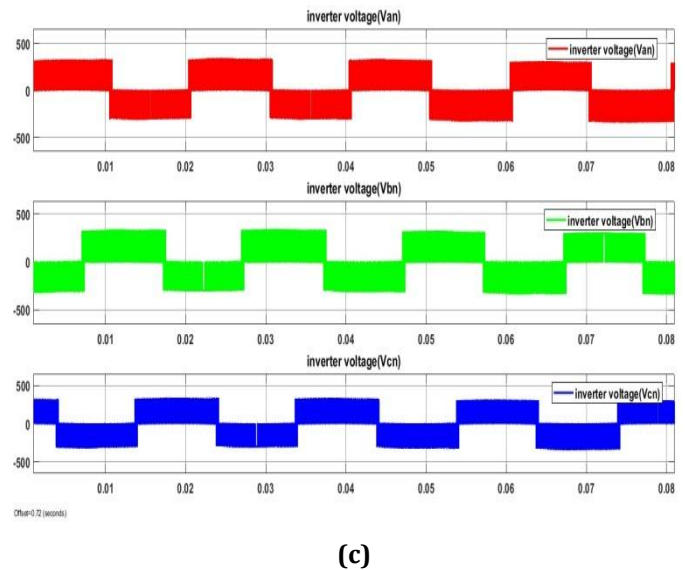 inverter voltage(Van)
500
inverter voltage(Van)
0
-500
0.01 0.02 0.03 0.04 0.05 0.06 0.07 0.08
inverter voltage(Vbn)
500
inverter voltage(Vbn)
0
-500
0.01 0.02 0.03 0.04 0.05 0.06 0.07 0.08
inverter voltage(Vcn)
500
inverter voltage(Vcn)
0
-500
0.01 0.02 0.03 0.04 0.05 0.06 0.07 0.08
Offset=0.72 (seconds)
(c)